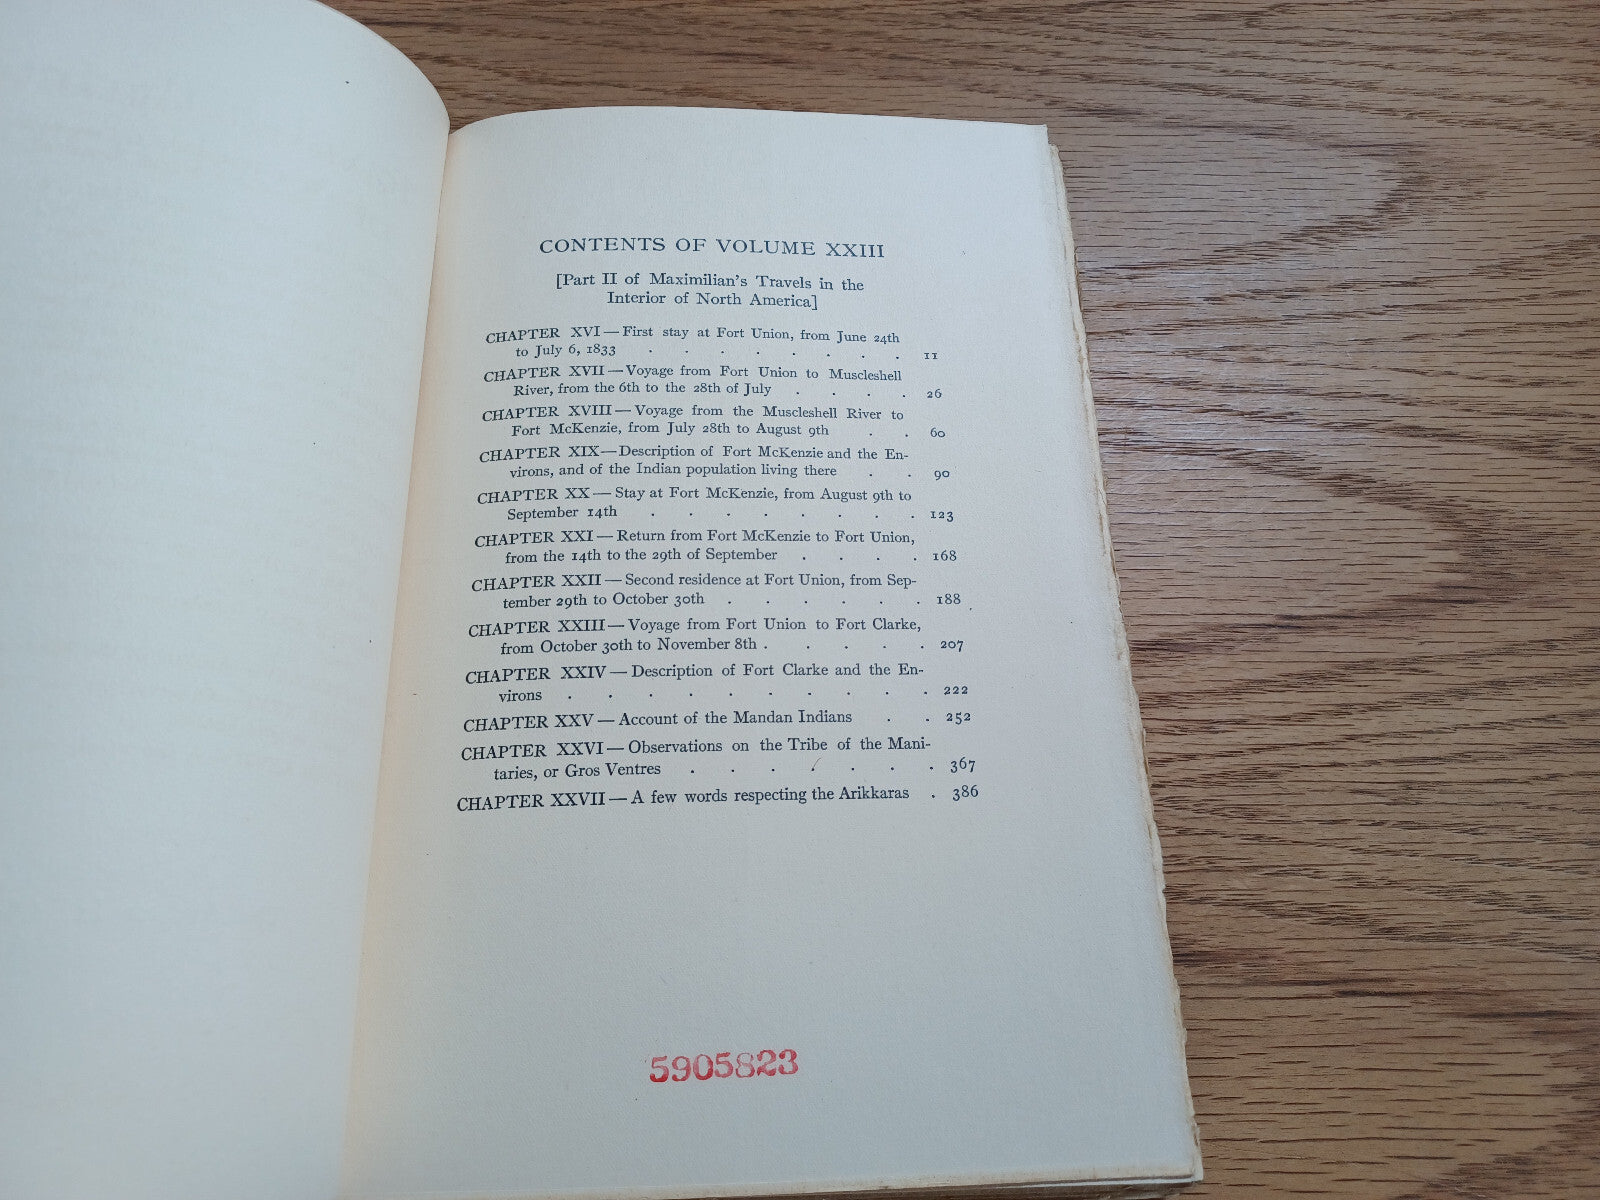 CONTENTS OF VOLUME XXIII
[Part II of Maximilian's Travels in the
Interior of North America]
CHAPTER XVI — First stay at Fort Union, from June 24th
to July 6, 1833 . . . . . . . . 11
CHAPTER XVII — Voyage from Fort Union to Muscleshell
River, from the 6th to the 28th of July . . . . 26
CHAPTER XVIII — Voyage from the Muscleshell River to
Fort McKenzie, from July 28th to August 9th . . 60
CHAPTER XIX — Description of Fort McKenzie and the En-
virons, and of the Indian population living there . . 90
CHAPTER XX — Stay at Fort McKenzie, from August 9th to
September 14th . . . . . . . . 123
CHAPTER XXI — Return from Fort McKenzie to Fort Union,
from the 14th to the 29th of September . . . . 168
CHAPTER XXII — Second residence at Fort Union, from Sep-
tember 29th to October 30th . . . . . . 188
CHAPTER XXIII — Voyage from Fort Union to Fort Clarke,
from October 30th to November 8th . . . . . 207
CHAPTER XXIV — Description of Fort Clarke and the En-
virons . . . . . . . . . . 222
CHAPTER XXV — Account of the Mandan Indians . . 252
CHAPTER XXVI — Observations on the Tribe of the Mani-
taries, or Gros Ventres . . . . . . . 367
CHAPTER XXVII — A few words respecting the Arikkaras . 386
5905823